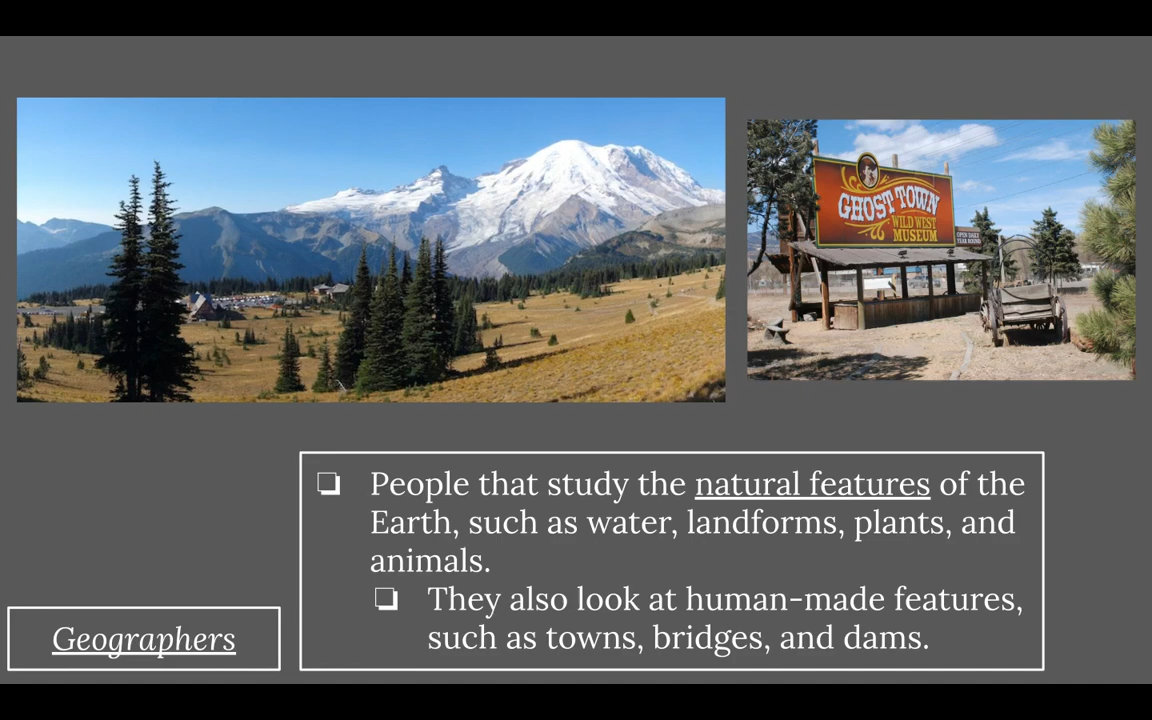 GHOST TOWN
WILD WEST
MUSEUM
OPEN DAILY
YEAR ROUND
People that study the natural features of the
Earth, such as water, landforms, plants, and
animals.
They also look at human-made features,
such as towns, bridges, and dams.
Geographers